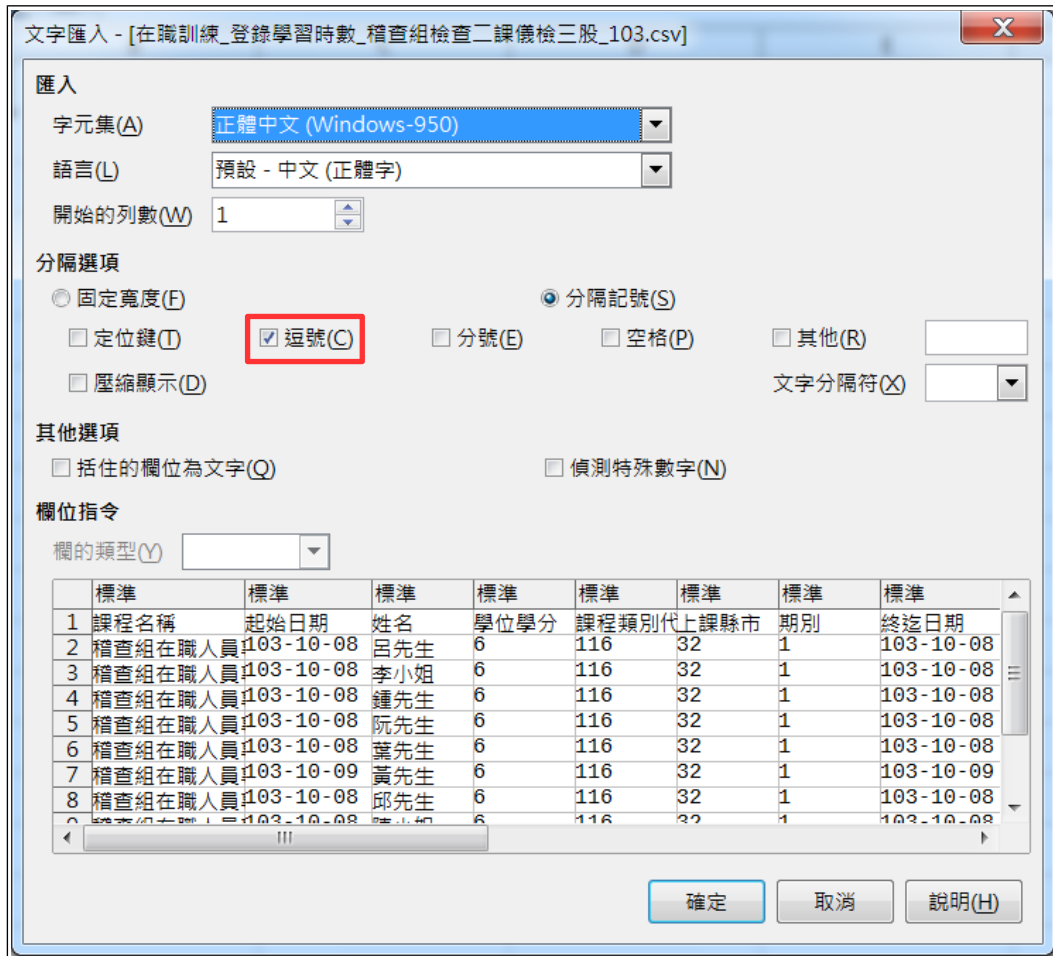 文字匯入 - [在職訓練_登錄學習時數_稽查組檢查二課儀檢三股_103.csv]
匯入
字元集(A) 正體中文 (Windows-950)
語言(L) 預設 - 中文 (正體字)
開始的列數(W) 1
分隔選項
固定寬度(F) 分隔記號(S)
定位鍵(T) 逗號(C) 分號(E) 空格(P) 其他(R)
壓縮顯示(D) 文字分隔符(X)
其他選項
括住的欄位為文字(Q) 偵測特殊數字(N)
欄位指令
欄的類型(Y)
標準 標準 標準 標準 標準 標準 標準 標準
1 課程名稱 起始日期 姓名 學位學分 課程類別代 上課縣市 期別 終迄日期
2 稽查組在職人員 103-10-08 呂先生 6 116 32 1 103-10-08
3 稽查組在職人員 103-10-08 李小姐 6 116 32 1 103-10-08
4 稽查組在職人員 103-10-08 鍾先生 6 116 32 1 103-10-08
5 稽查組在職人員 103-10-08 阮先生 6 116 32 1 103-10-08
6 稽查組在職人員 103-10-08 葉先生 6 116 32 1 103-10-08
7 稽查組在職人員 103-10-09 黃先生 6 116 32 1 103-10-09
8 稽查組在職人員 103-10-08 邱先生 6 116 32 1 103-10-08
103-10-08 6 116 32 1 103-10-08
確定 取消 說明(H)